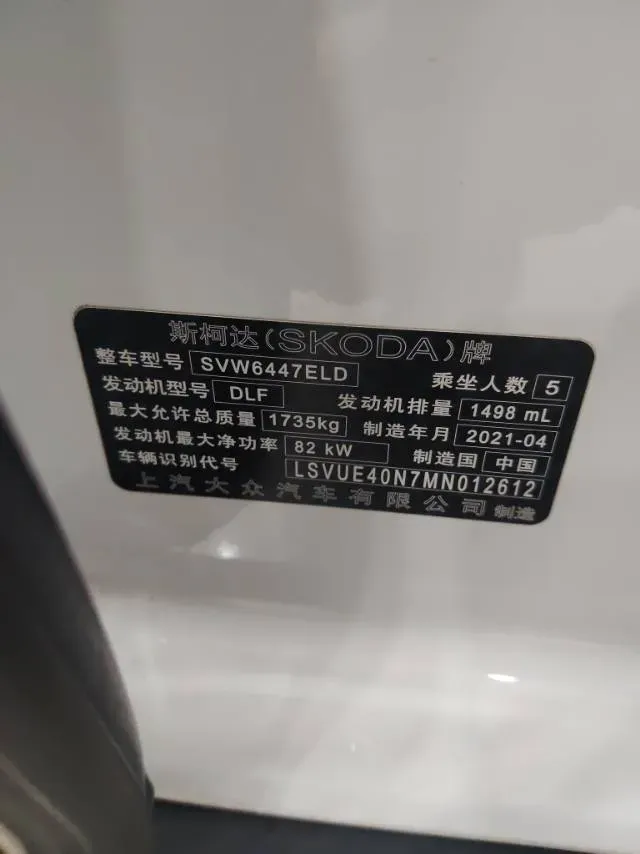 斯柯达(SKODA)牌
整车型号 SVW6447ELD 乘坐人数 5
发动机型号 DLF 发动机排量 1498 mL
最大允许总质量 1735kg 制造年月 2021-04
发动机最大净功率 82 kW 制造国 中国
车辆识别代号 LSVUE40N7MN012612
上汽大众汽车有限公司 制造